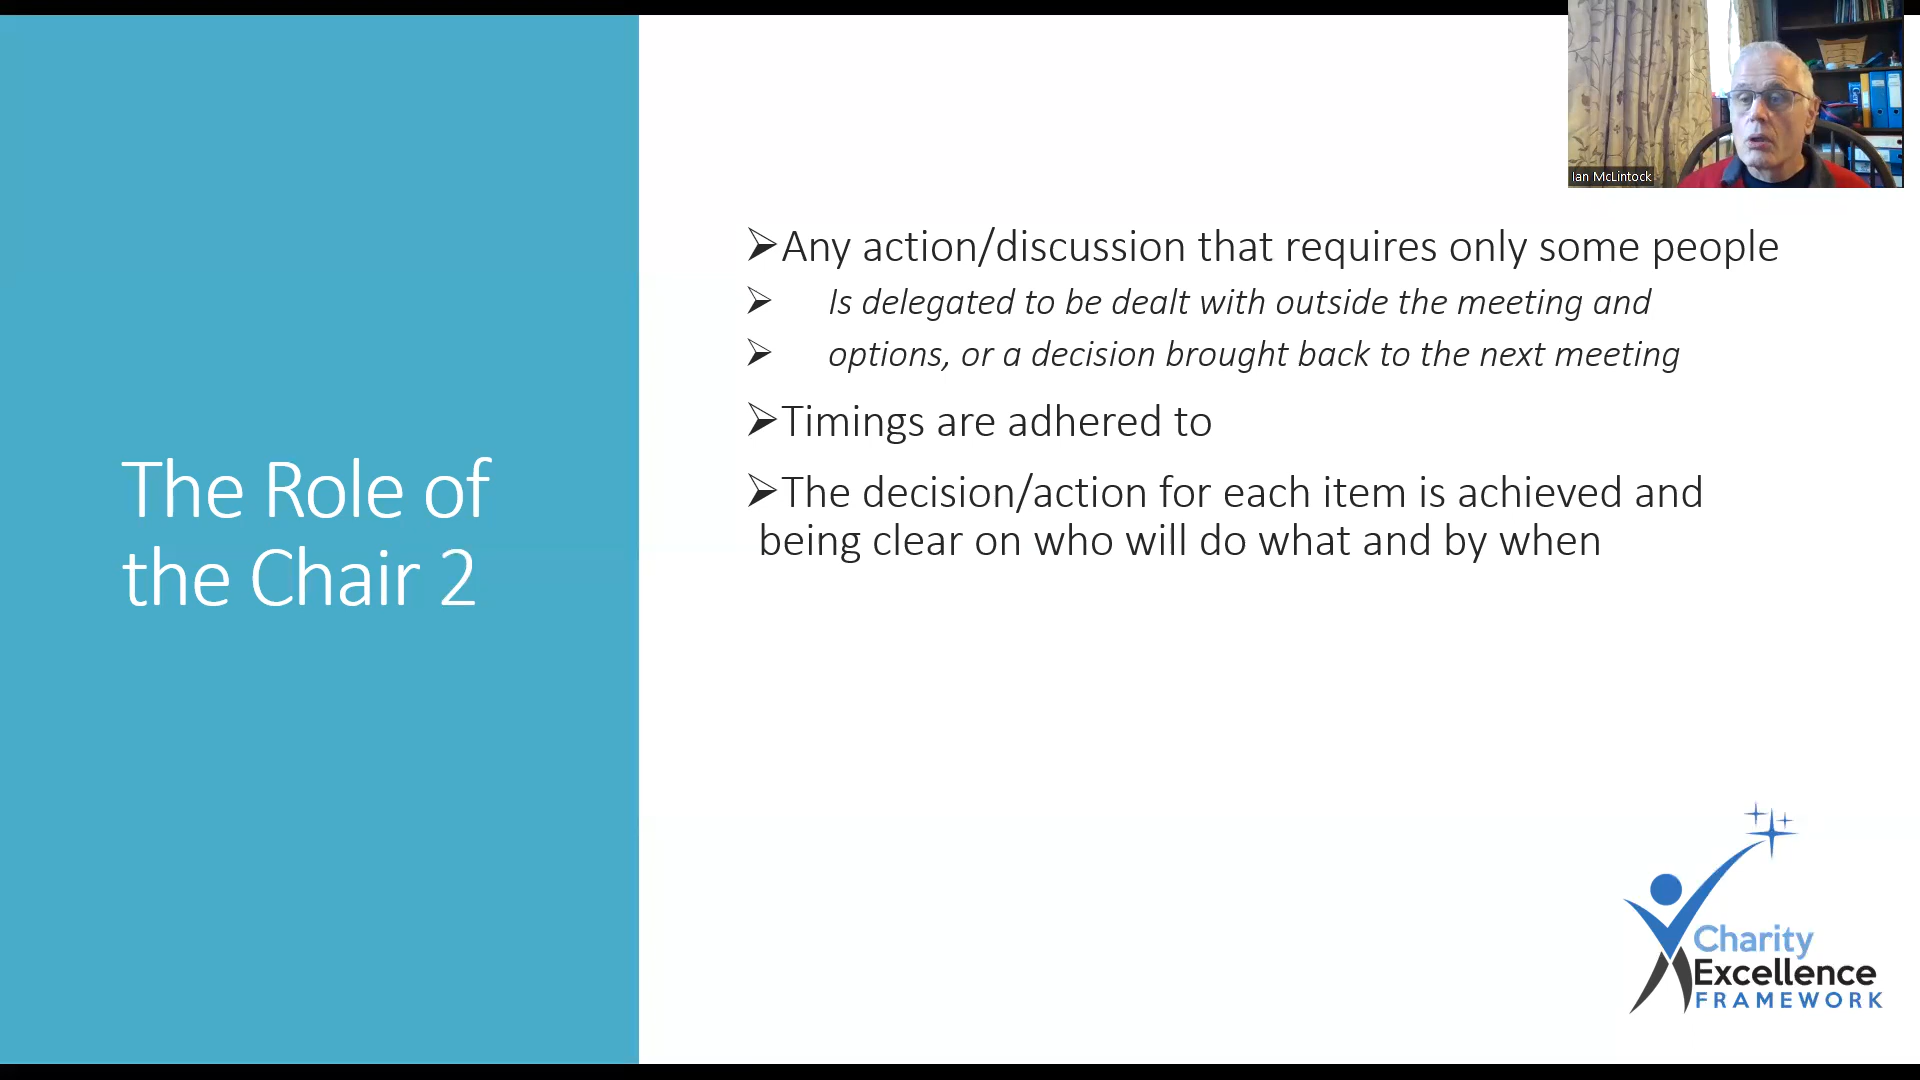 The Role of
the Chair 2
➢Any action/discussion that requires only some people
➢ Is delegated to be dealt with outside the meeting and
➢ options, or a decision brought back to the next meeting
➢Timings are adhered to
➢The decision/action for each item is achieved and
being clear on who will do what and by when
Ian McLintock
Charity
Excellence
FRAMEWORK